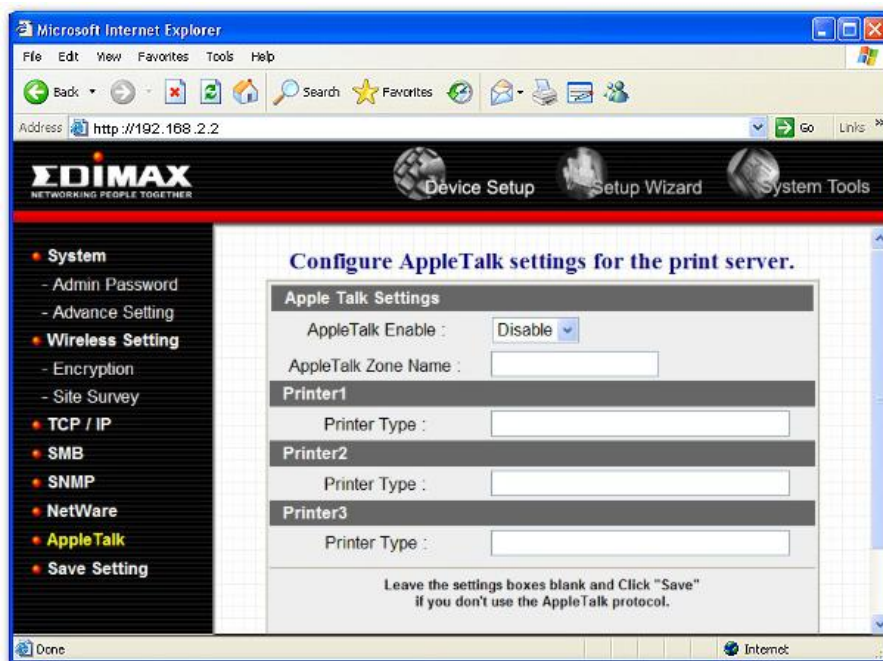 Microsoft Internet Explorer
File Edit View Favorites Tools Help
Back Search Favorites
Address http://192.168.2.2 Go Links »
EDIMAX
NETWORKING PEOPLE TOGETHER
Device Setup Setup Wizard System Tools
System
- Admin Password
- Advance Setting
Wireless Setting
- Encryption
- Site Survey
TCP / IP
SMB
SNMP
NetWare
AppleTalk
Save Setting
Configure AppleTalk settings for the print server.
Apple Talk Settings
AppleTalk Enable : Disable
AppleTalk Zone Name :
Printer1
Printer Type :
Printer2
Printer Type :
Printer3
Printer Type :
Leave the settings boxes blank and Click "Save"
if you don't use the AppleTalk protocol.
Done Internet